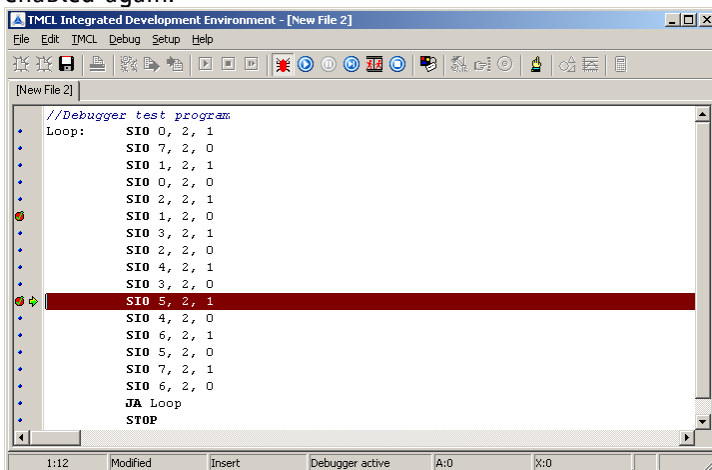 enabled again.
TMCL Integrated Development Environment - [New File 2]
File Edit TMCL Debug Setup Help
[New File 2]
//Debugger test program
Loop: SIO 0, 2, 1
SIO 7, 2, 0
SIO 1, 2, 1
SIO 0, 2, 0
SIO 2, 2, 1
SIO 1, 2, 0
SIO 3, 2, 1
SIO 2, 2, 0
SIO 4, 2, 1
SIO 3, 2, 0
SIO 5, 2, 1
SIO 4, 2, 0
SIO 6, 2, 1
SIO 5, 2, 0
SIO 7, 2, 1
SIO 6, 2, 0
JA Loop
STOP
1:12 Modified Insert Debugger active A:0 X:0